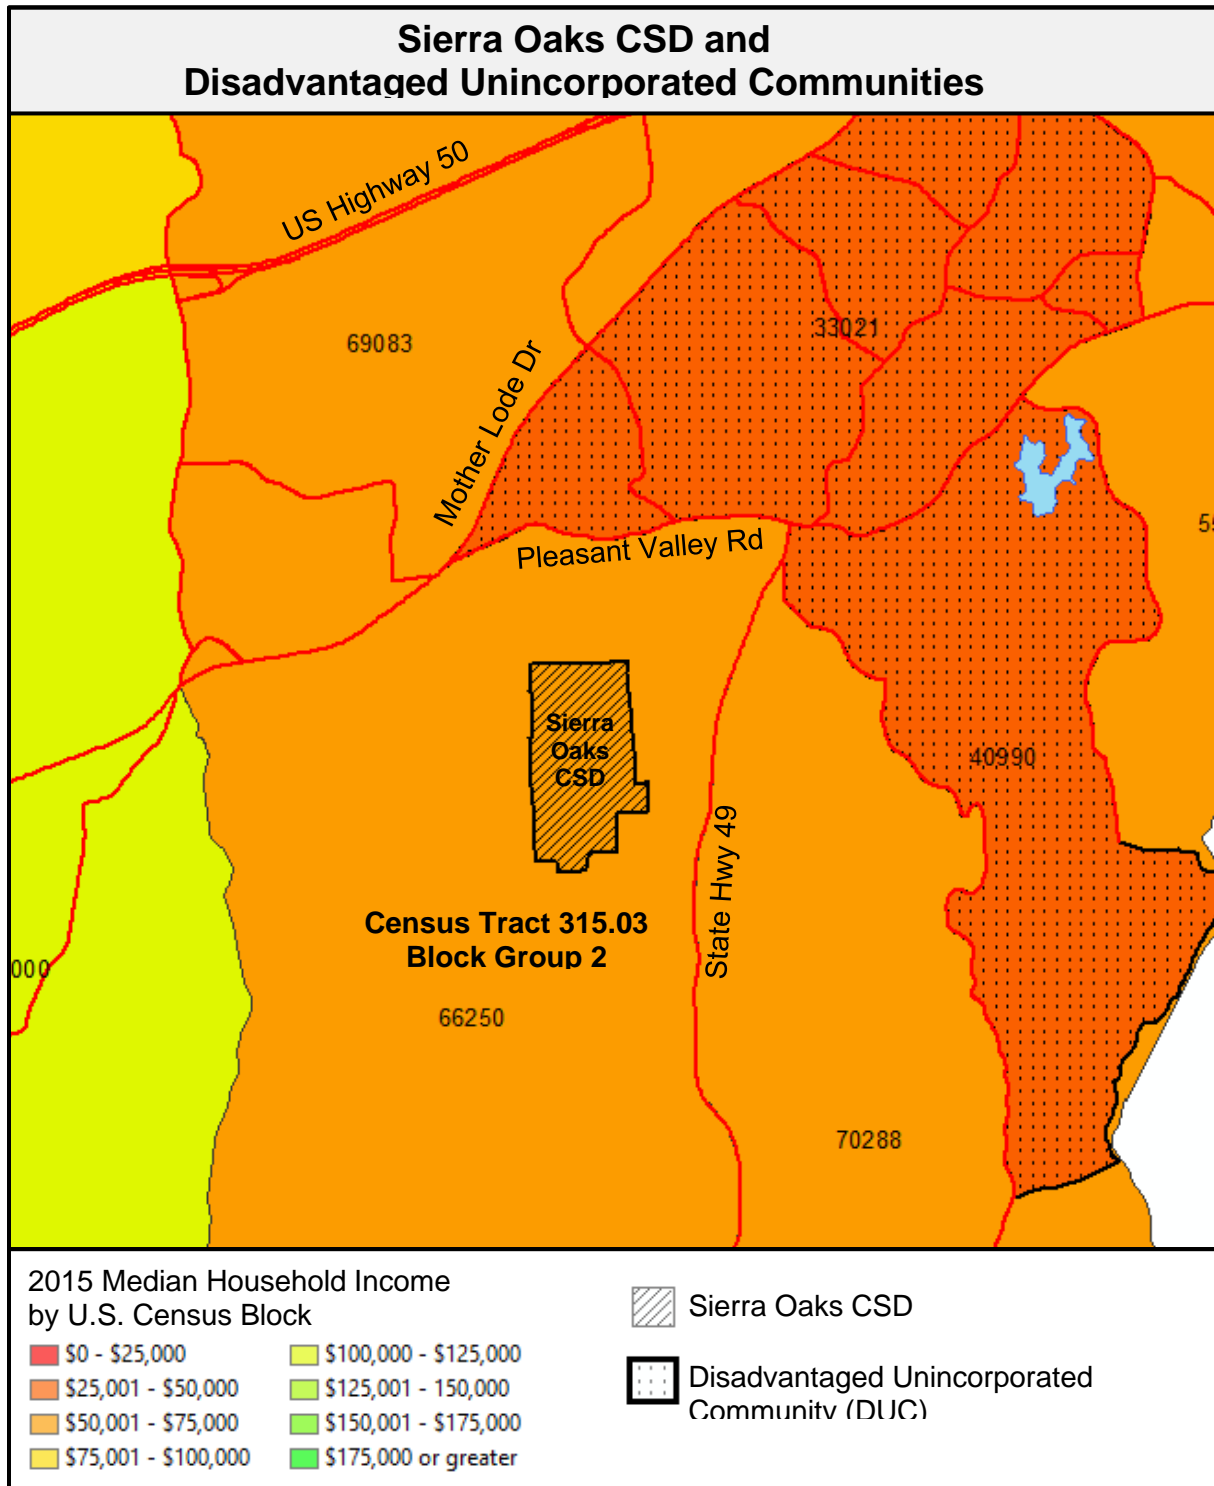 Sierra Oaks CSD and
Disadvantaged Unincorporated Communities
US Highway 50
69083
33021
Mother Lode Dr
Pleasant Valley Rd
Sierra
Oaks
CSD
40990
State Hwy 49
Census Tract 315.03
Block Group 2
000
66250
70288
2015 Median Household Income
by U.S. Census Block
$0 - $25,000
$25,001 - $50,000
$50,001 - $75,000
$75,001 - $100,000
$100,000 - $125,000
$125,001 - 150,000
$150,001 - $175,000
$175,000 or greater
Sierra Oaks CSD
Disadvantaged Unincorporated
Community (DUC)